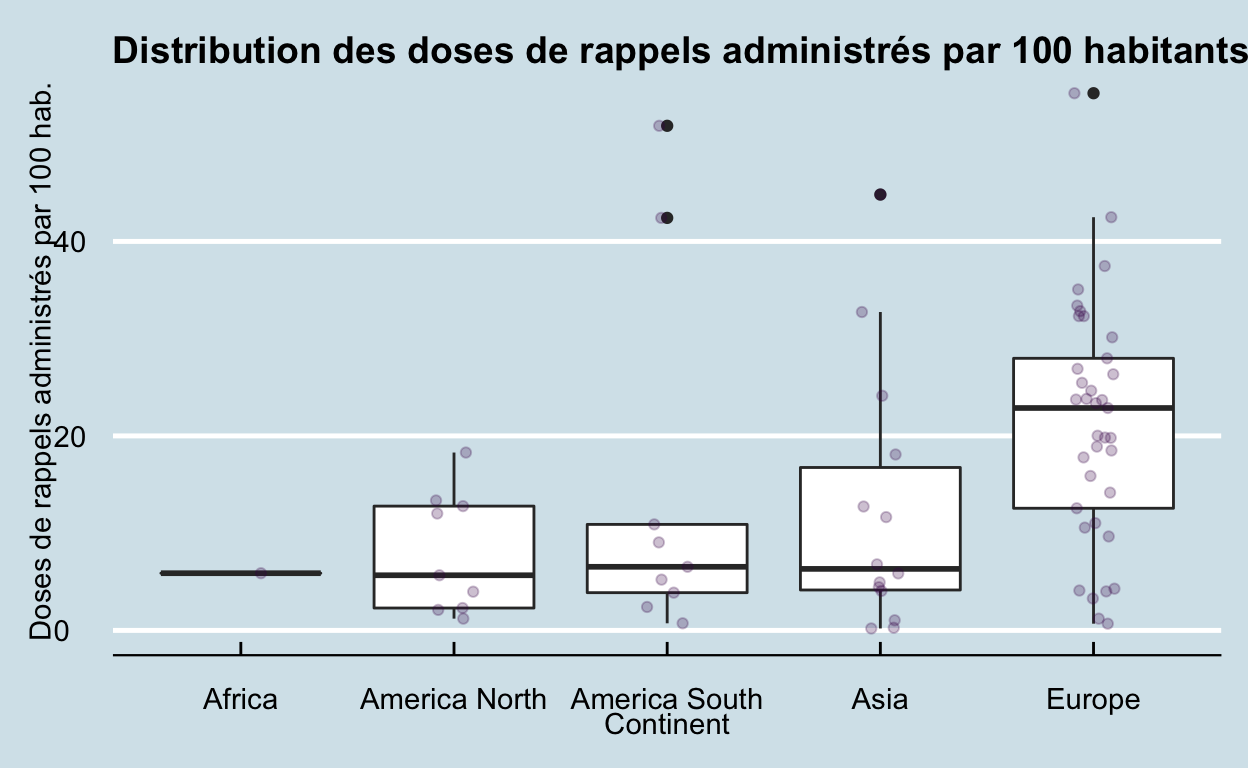 Distribution des doses de rappels administrés par 100 habitants
Doses de rappels administrés par 100 hab.
40
20
0
Africa
America North
America South
Asia
Europe
Continent